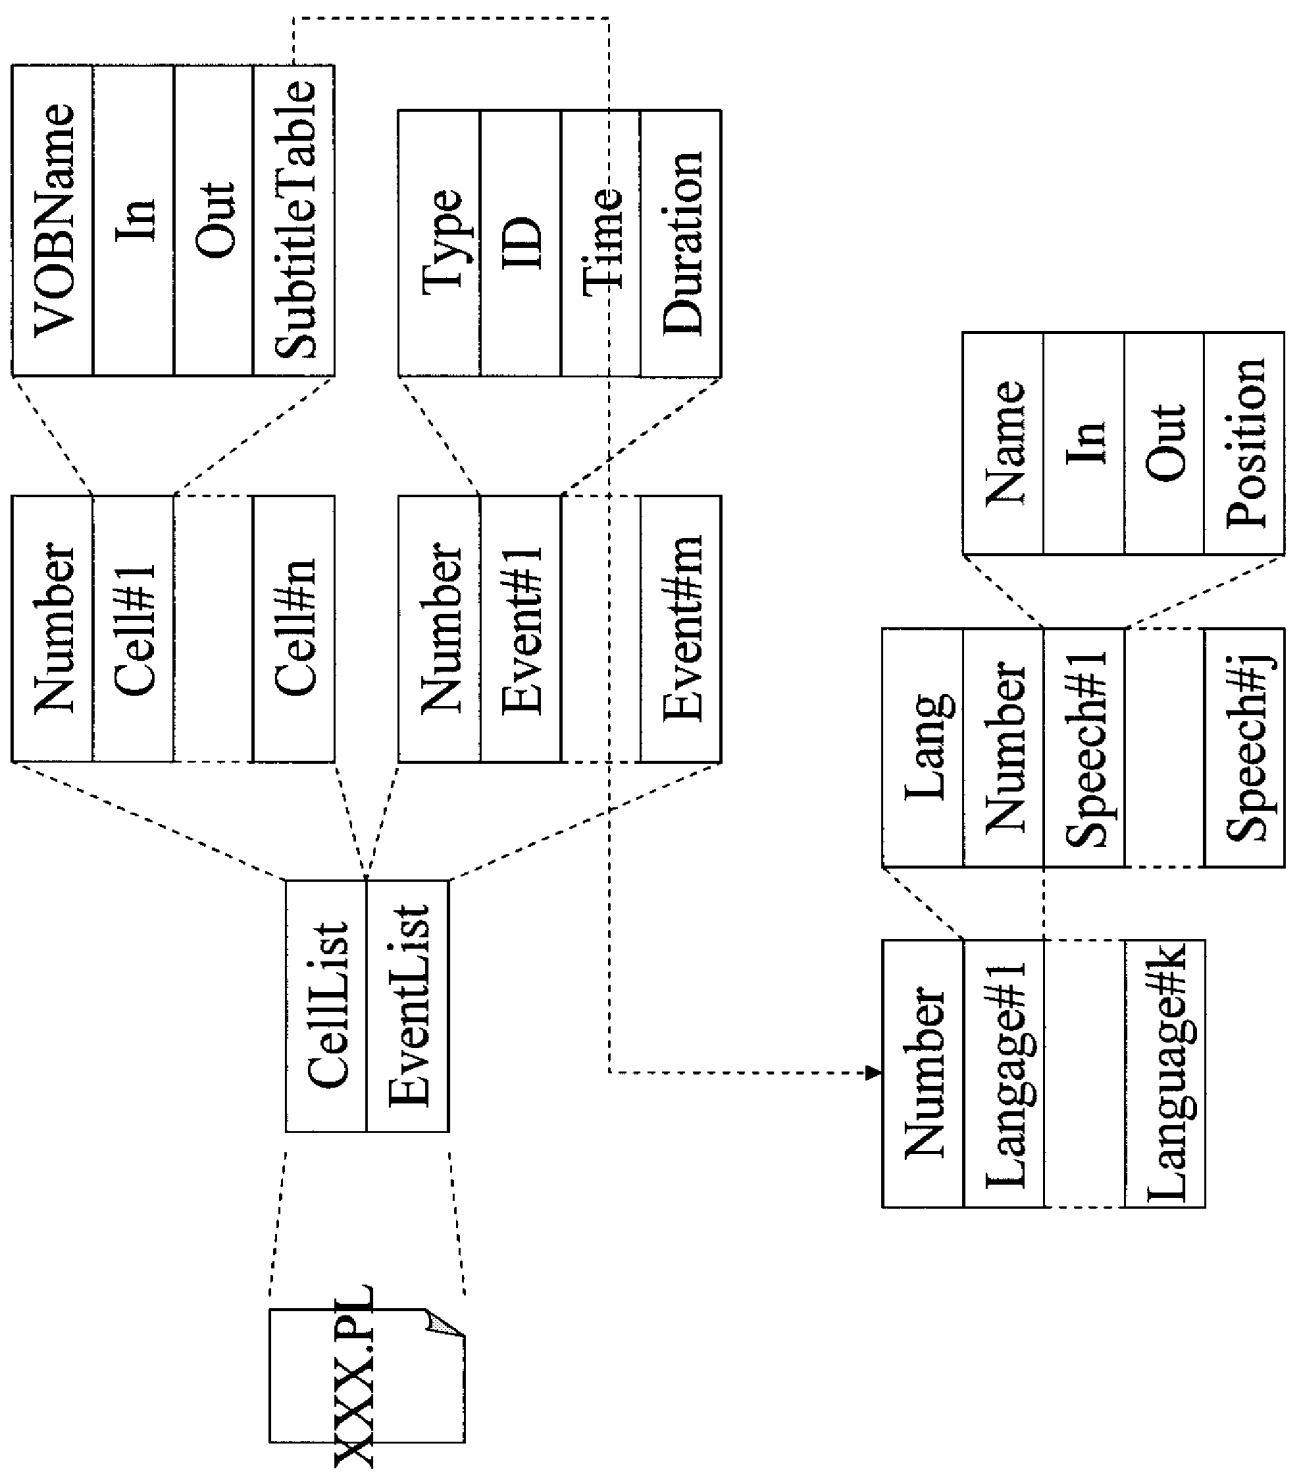 XXX.PL
CellList
EventList
Number
Cell#1
Cell#n
VOBName
In
Out
SubtitleTable
Number
Event#1
Event#m
Type
ID
Time
Duration
Number
Langage#1
Language#k
Lang
Number
Speech#1
Speech#j
Name
In
Out
Position